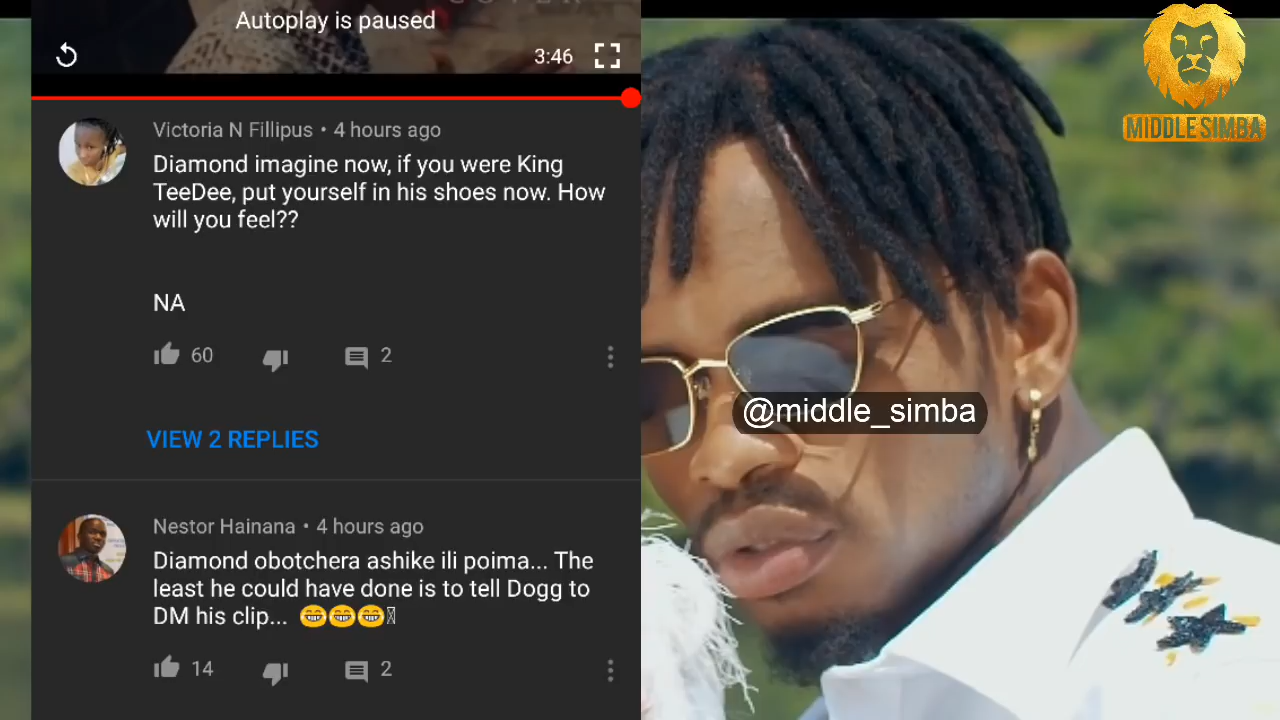 Autoplay is paused
3:46
Victoria N Fillipus • 4 hours ago
Diamond imagine now, if you were King
TeeDee, put yourself in his shoes now. How
will you feel??
NA
60
2
VIEW 2 REPLIES
Nestor Hainana • 4 hours ago
Diamond obotchera ashike ili poima... The
least he could have done is to tell Dogg to
DM his clip... 😂😂😂
14
2
MIDDLE SIMBA
@middle_simba